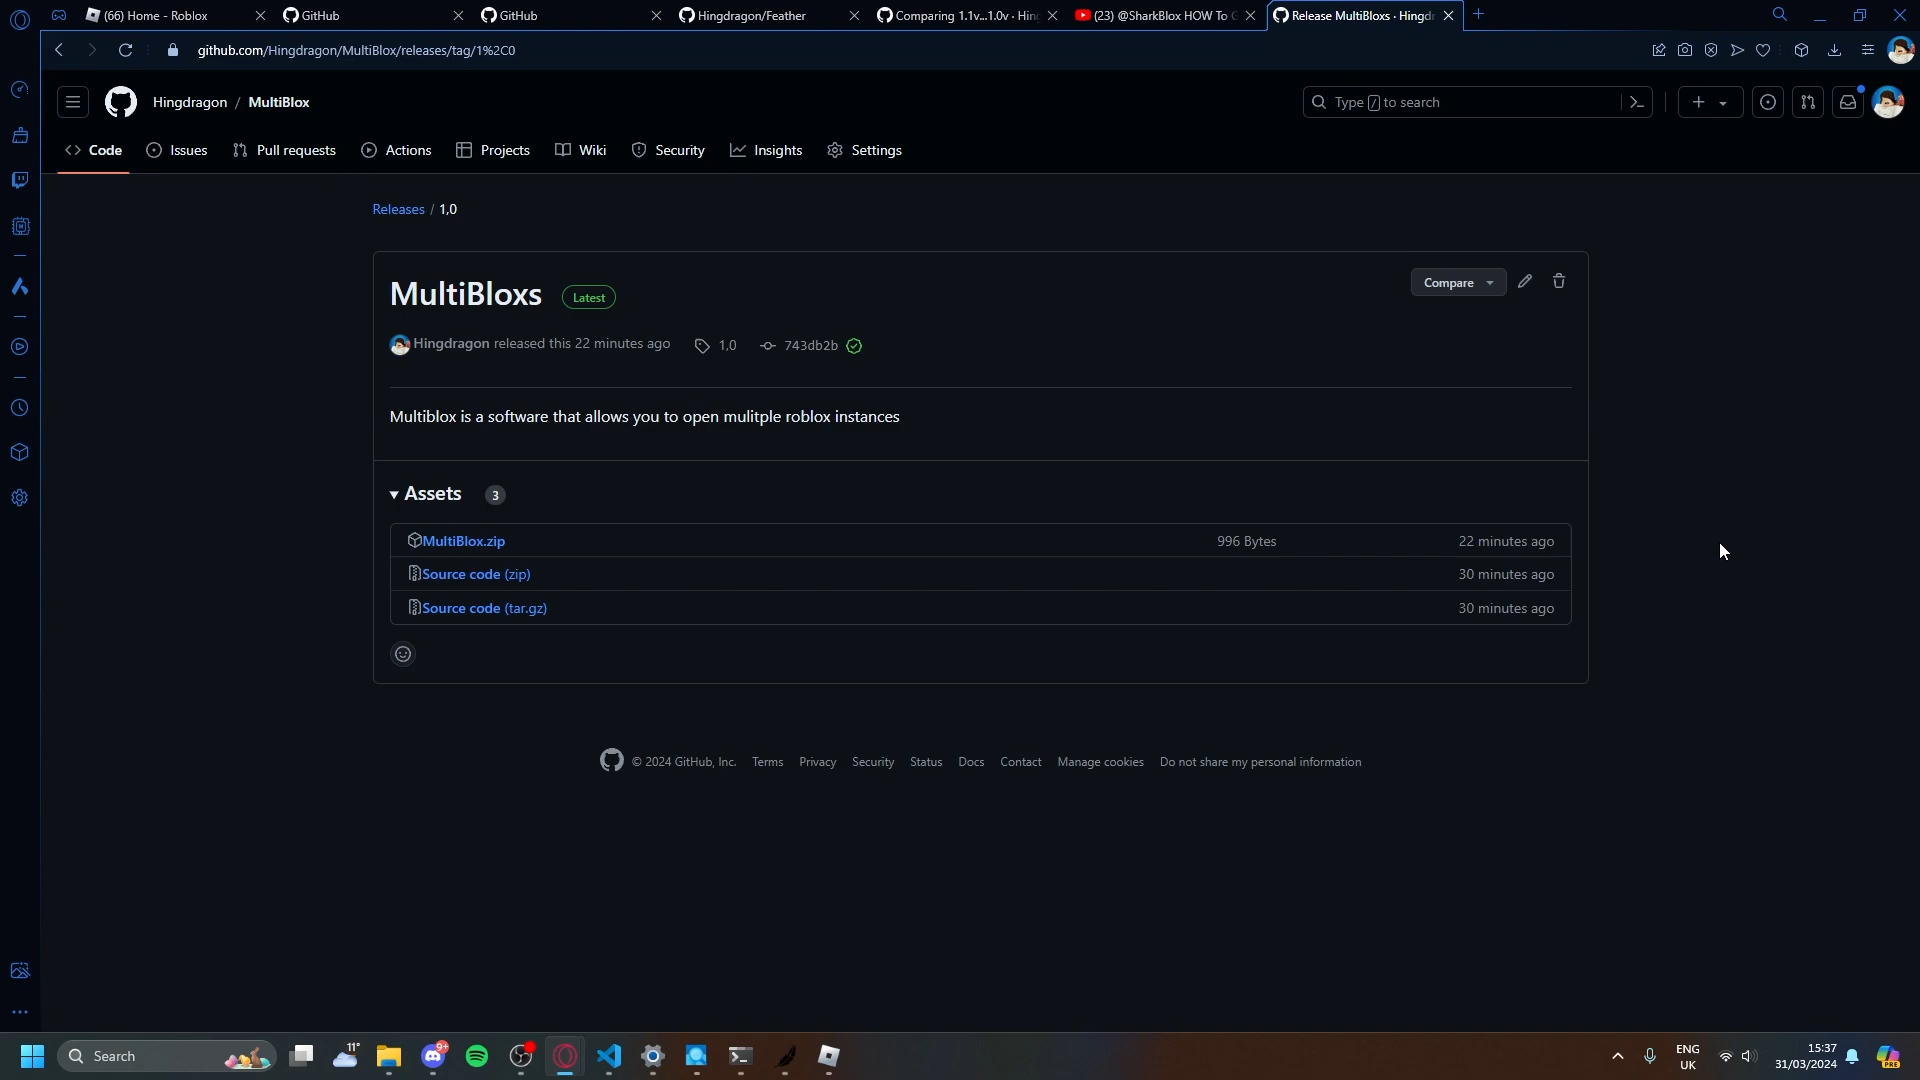 (66) Home - Roblox
GitHub
GitHub
Hingdragon/Feather
Comparing 1.1v...1.0v · Hing
(23) @SharkBlox HOW To G
Release MultiBloxs · Hingdr
github.com/Hingdragon/MultiBlox/releases/tag/1%2C0
Hingdragon / MultiBlox
Type / to search
Code
Issues
Pull requests
Actions
Projects
Wiki
Security
Insights
Settings
Releases / 1,0
MultiBloxs
Latest
Compare
Hingdragon released this 22 minutes ago
1,0
743db2b
Multiblox is a software that allows you to open mulitple roblox instances
Assets 3
MultiBlox.zip 996 Bytes 22 minutes ago
Source code (zip) 30 minutes ago
Source code (tar.gz) 30 minutes ago
© 2024 GitHub, Inc. Terms Privacy Security Status Docs Contact Manage cookies Do not share my personal information
Search
11°
9+
ENG
UK
15:37
31/03/2024
PRE